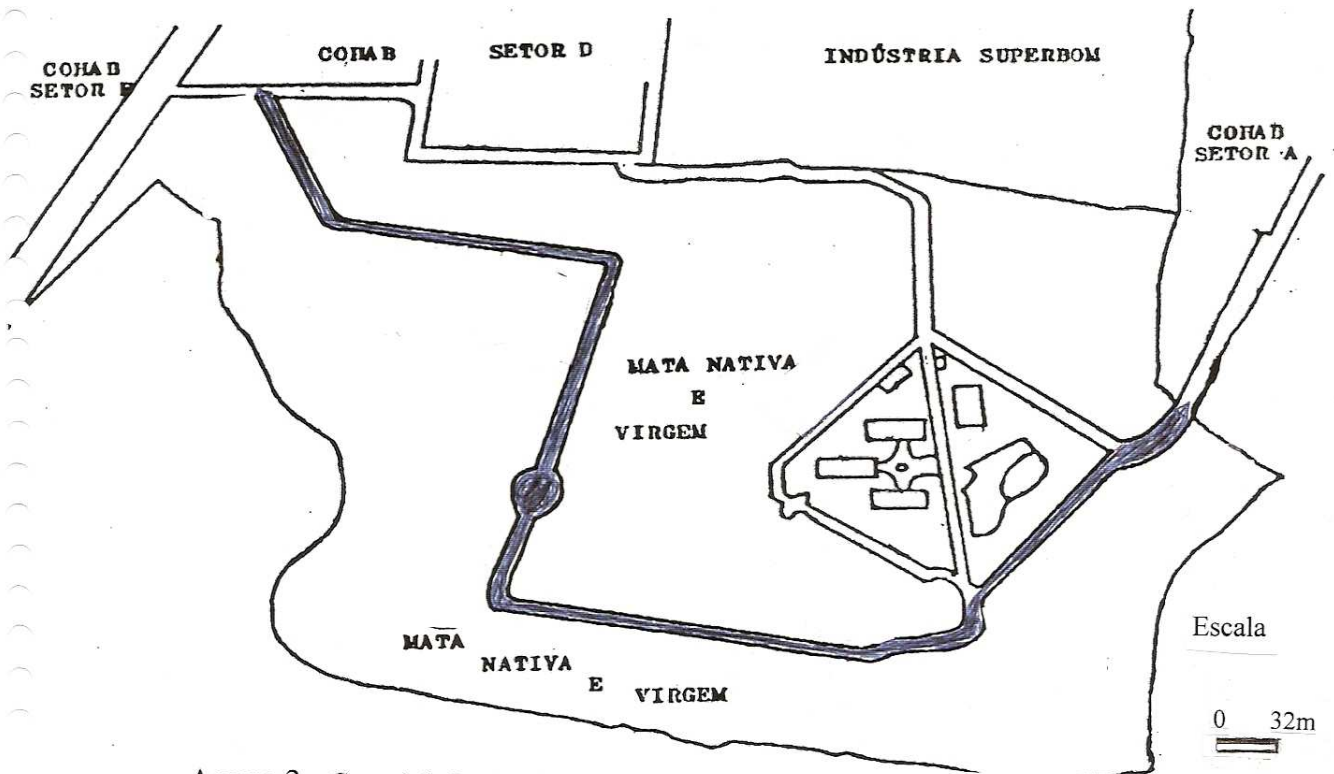 COHAB
SETOR
COHAB
SETOR D
INDÚSTRIA SUPERBOM
COHAB
SETOR A
MATA NATIVA
E
VIRGEM
MATA
NATIVA
E
VIRGEM
Escala
0 32m